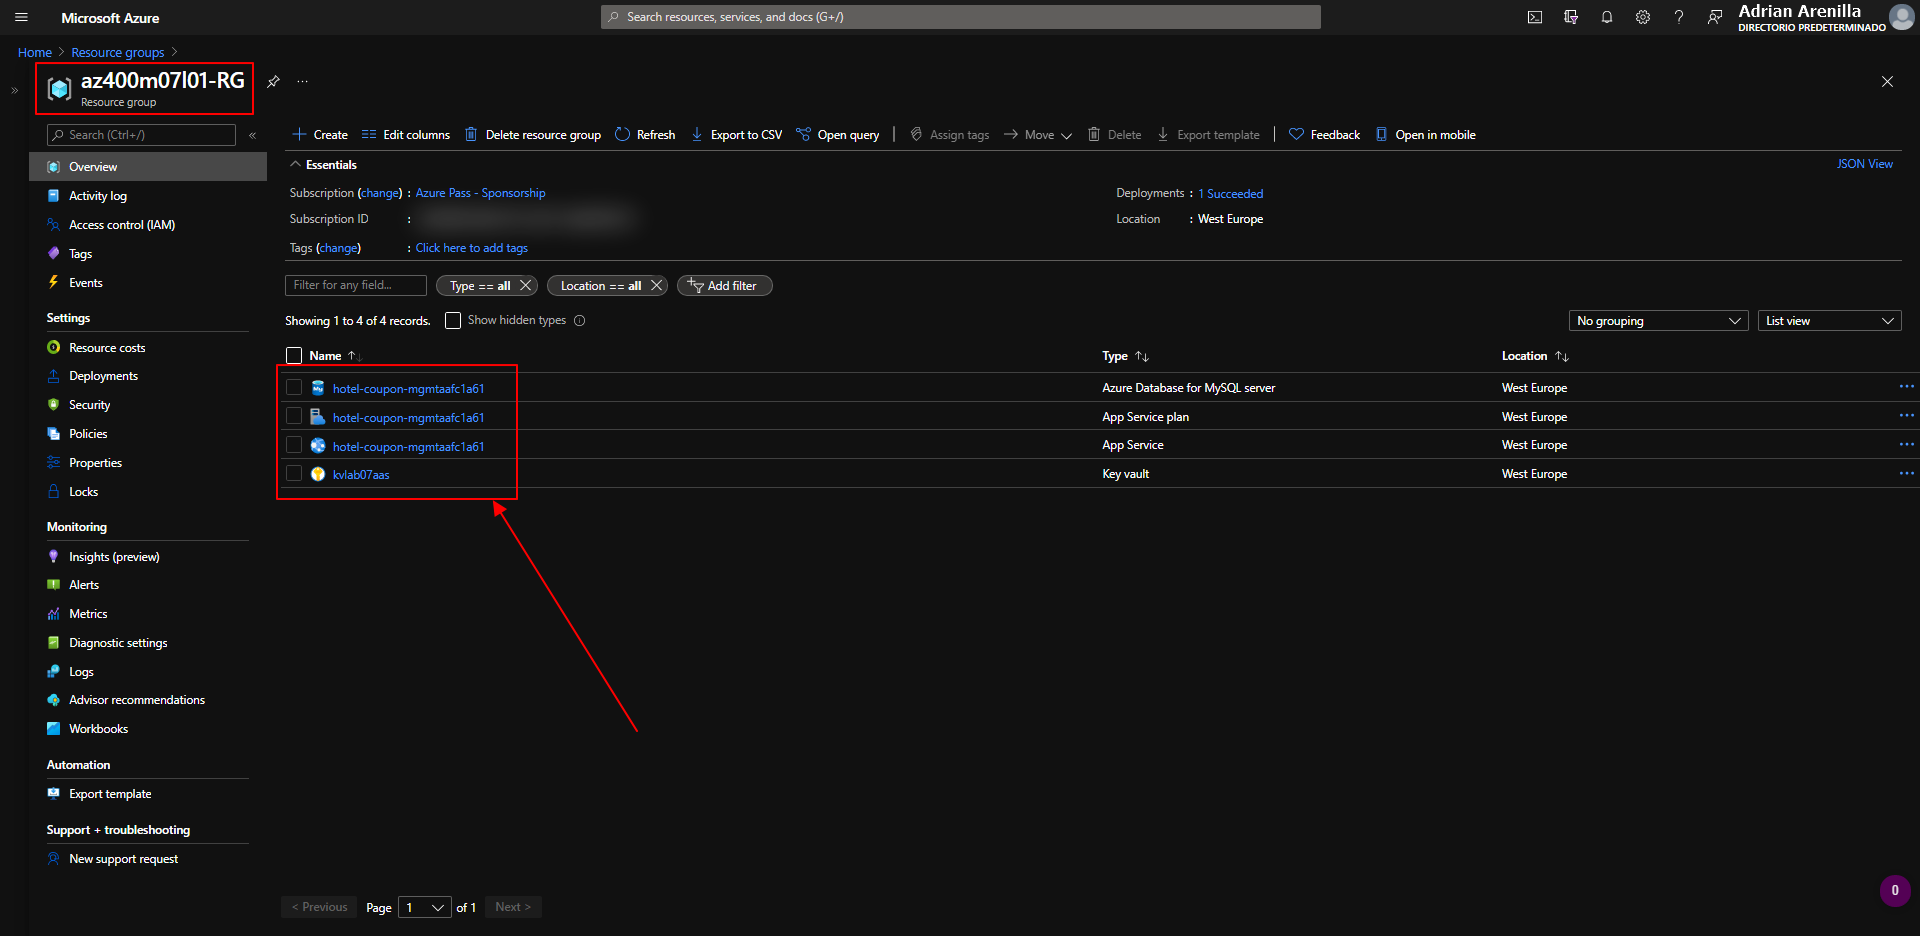 Microsoft Azure
Search resources, services, and docs (G+/)
Adrian Arenilla
DIRECTORIO PREDETERMINADO
Home > Resource groups >
az400m07l01-RG
Resource group
Search (Ctrl+/)
Overview
Activity log
Access control (IAM)
Tags
Events
Settings
Resource costs
Deployments
Security
Policies
Properties
Locks
Monitoring
Insights (preview)
Alerts
Metrics
Diagnostic settings
Logs
Advisor recommendations
Workbooks
Automation
Export template
Support + troubleshooting
New support request
Create Edit columns Delete resource group Refresh Export to CSV Open query Assign tags Move Delete Export template Feedback Open in mobile
Essentials
JSON View
Subscription (change) : Azure Pass - Sponsorship
Deployments : 1 Succeeded
Subscription ID :
Location : West Europe
Tags (change) : Click here to add tags
Filter for any field... Type == all Location == all Add filter
Showing 1 to 4 of 4 records. Show hidden types
No grouping List view
Name Type Location
hotel-coupon-mgmtaafc1a61 Azure Database for MySQL server West Europe
hotel-coupon-mgmtaafc1a61 App Service plan West Europe
hotel-coupon-mgmtaafc1a61 App Service West Europe
kvlab07aas Key vault West Europe
< Previous Page 1 of 1 Next >
0